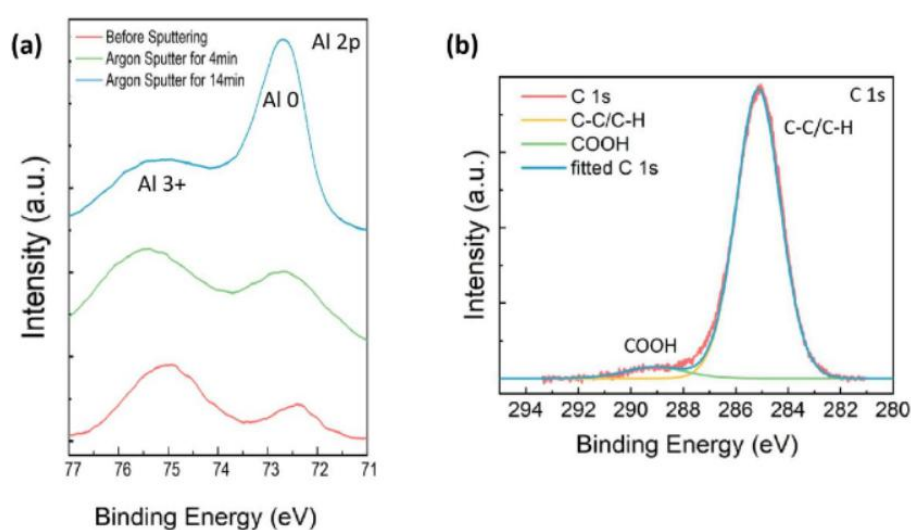 (a)
Before Sputtering
Argon Sputter for 4min
Argon Sputter for 14min
Al 2p
Al 0
Al 3+
Intensity (a.u.)
77 76 75 74 73 72 71
Binding Energy (eV)
(b)
C 1s
C-C/C-H
COOH
fitted C 1s
C 1s
C-C/C-H
COOH
Intensity (a.u.)
294 292 290 288 286 284 282 280
Binding Energy (eV)